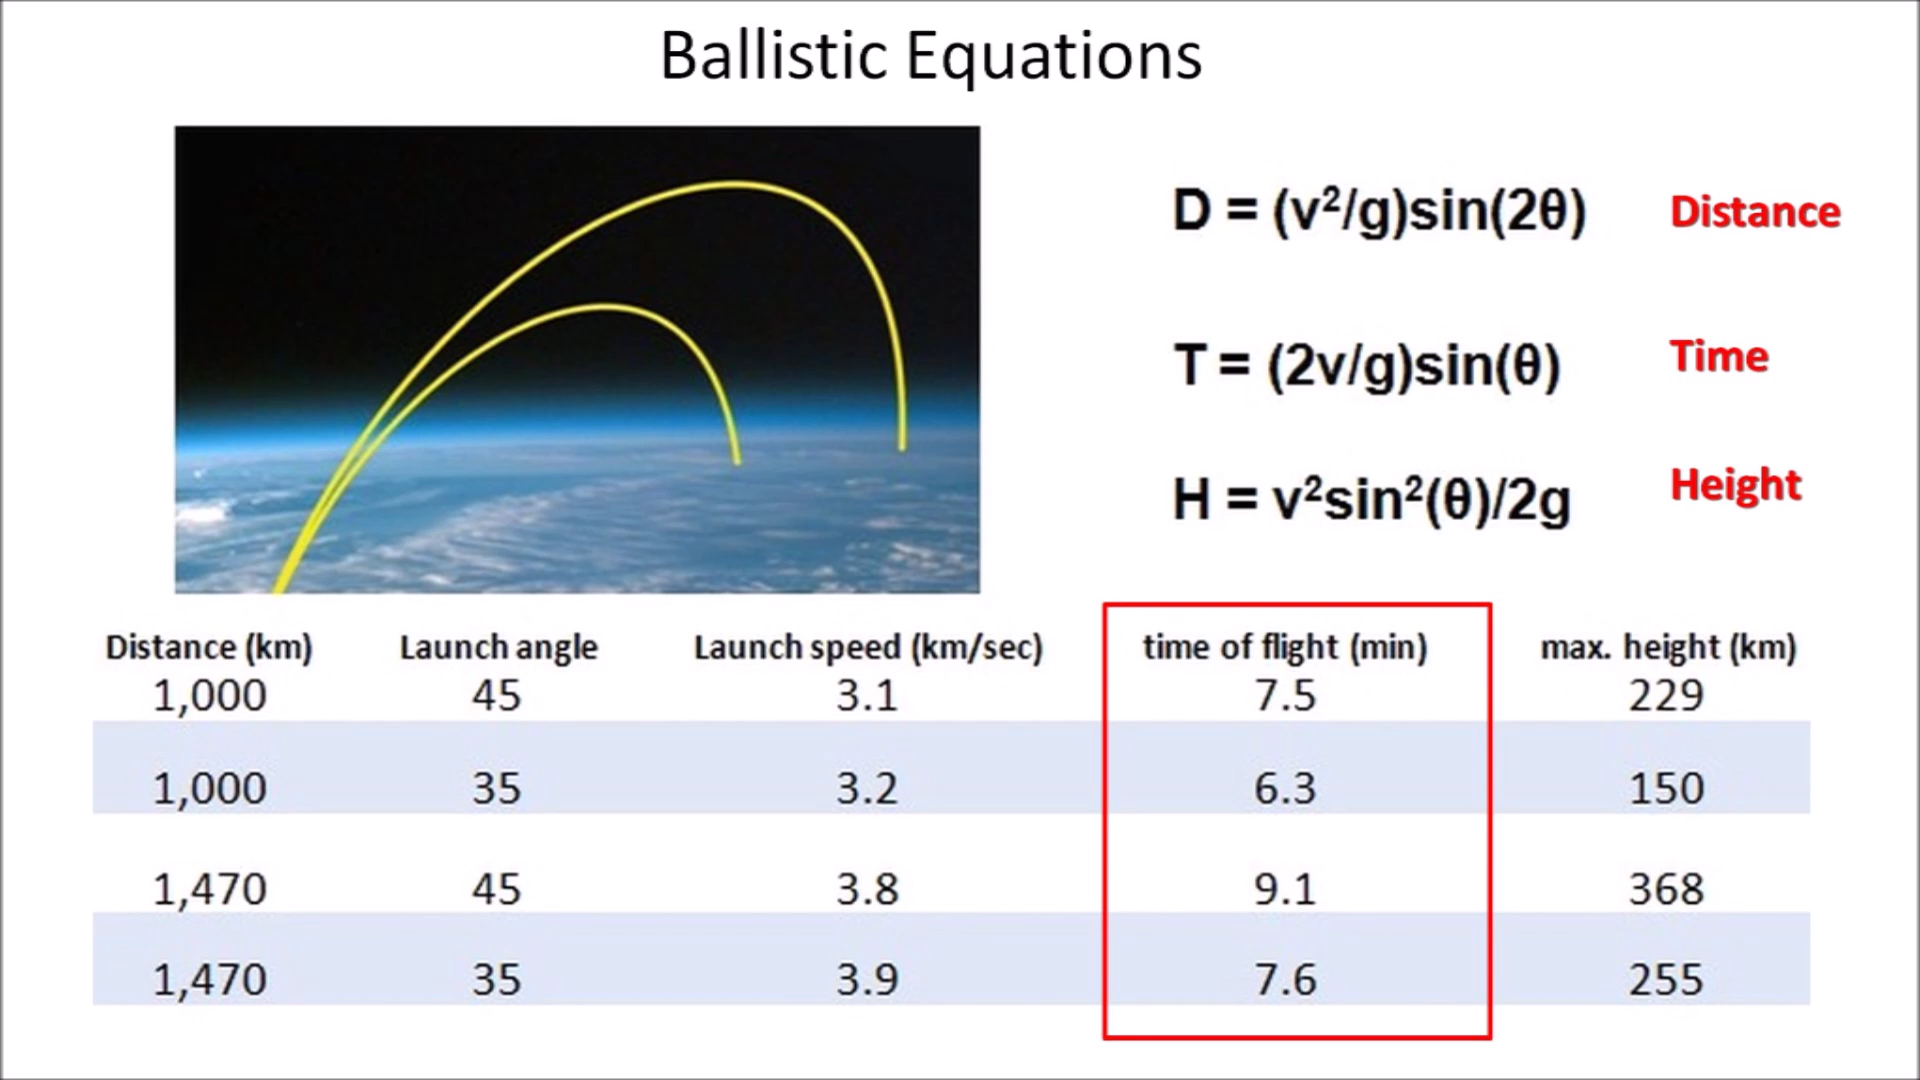 Ballistic Equations
D = (v²/g)sin(2θ) Distance
T = (2v/g)sin(θ) Time
H = v²sin²(θ)/2g Height
Distance (km) Launch angle Launch speed (km/sec) time of flight (min) max. height (km)
1,000 45 3.1 7.5 229
1,000 35 3.2 6.3 150
1,470 45 3.8 9.1 368
1,470 35 3.9 7.6 255